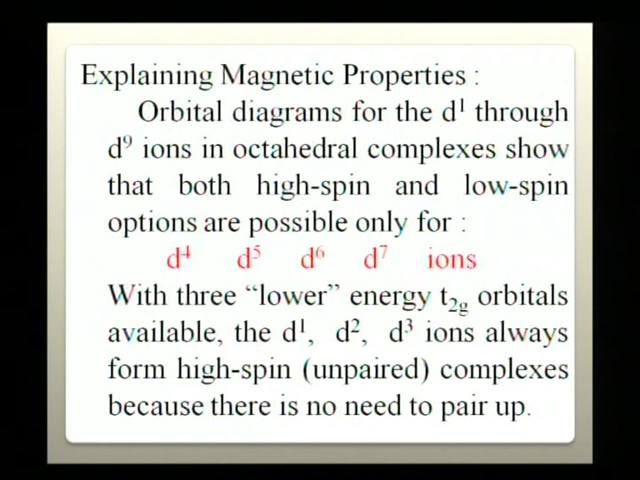 Explaining Magnetic Properties :
Orbital diagrams for the d¹ through
d⁹ ions in octahedral complexes show
that both high-spin and low-spin
options are possible only for :
d⁴ d⁵ d⁶ d⁷ ions
With three “lower” energy t₂g orbitals
available, the d¹, d², d³ ions always
form high-spin (unpaired) complexes
because there is no need to pair up.